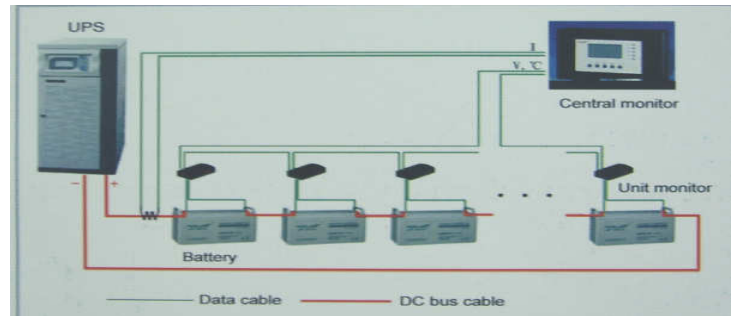 UPS
I
V, ℃
Central monitor
− +
Unit monitor
. . .
Battery
Data cable
DC bus cable